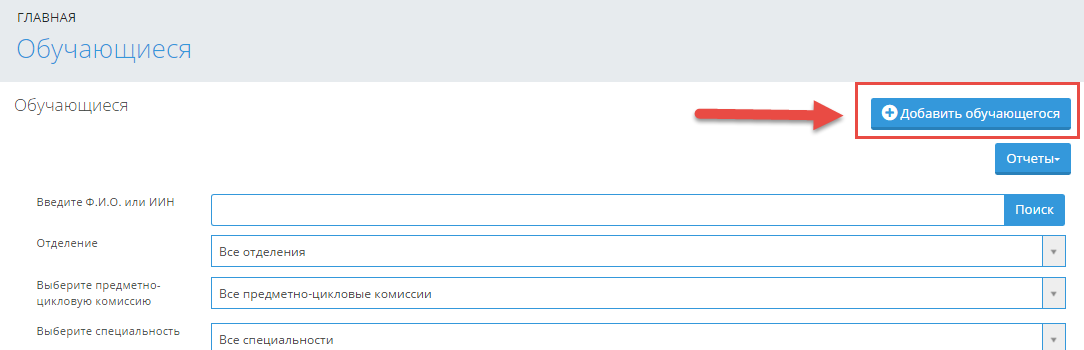 ГЛАВНАЯ
Обучающиеся
Обучающиеся
Добавить обучающегося
Отчеты
Введите Ф.И.О. или ИИН
Поиск
Отделение
Все отделения
Выберите предметно-
цикловую комиссию
Все предметно-цикловые комиссии
Выберите специальность
Все специальности